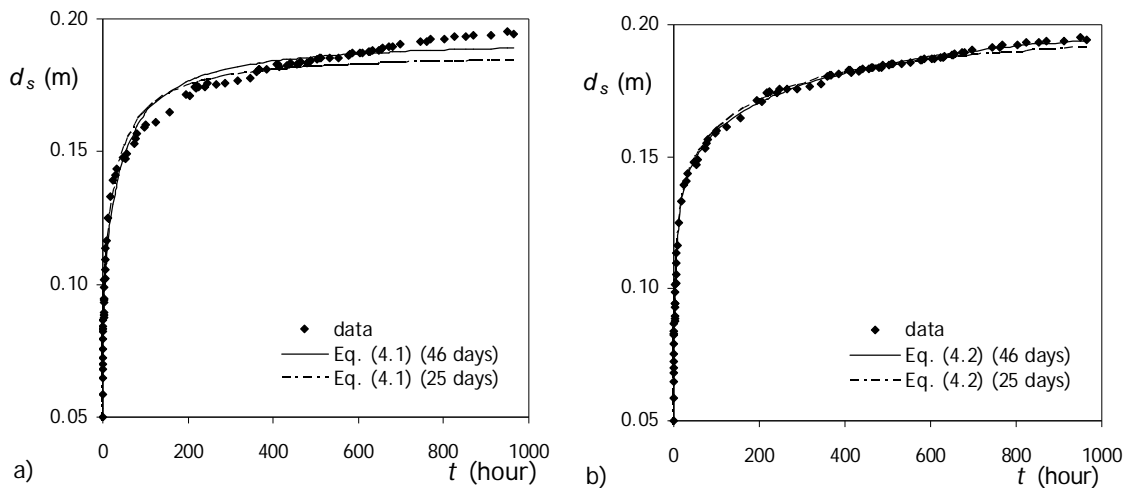 0.20
d_s (m)
0.15
0.10
0.05
data
Eq. (4.1) (46 days)
Eq. (4.1) (25 days)
0 200 400 600 800 1000
t (hour)
a)
0.20
d_s (m)
0.15
0.10
0.05
data
Eq. (4.2) (46 days)
Eq. (4.2) (25 days)
0 200 400 600 800 1000
t (hour)
b)